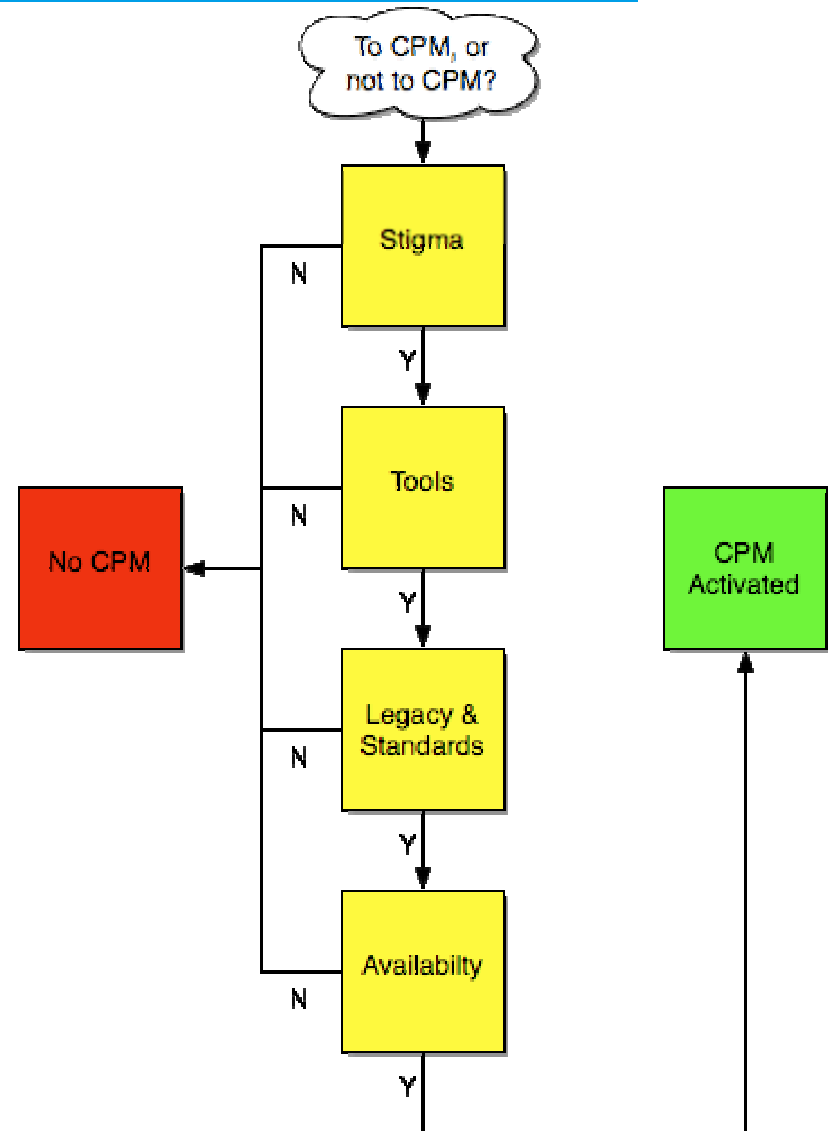 To CPM, or
not to CPM?
Stigma
N
Y
Tools
N
Y
No CPM
CPM
Activated
Legacy &
Standards
N
Y
Availabilty
N
Y